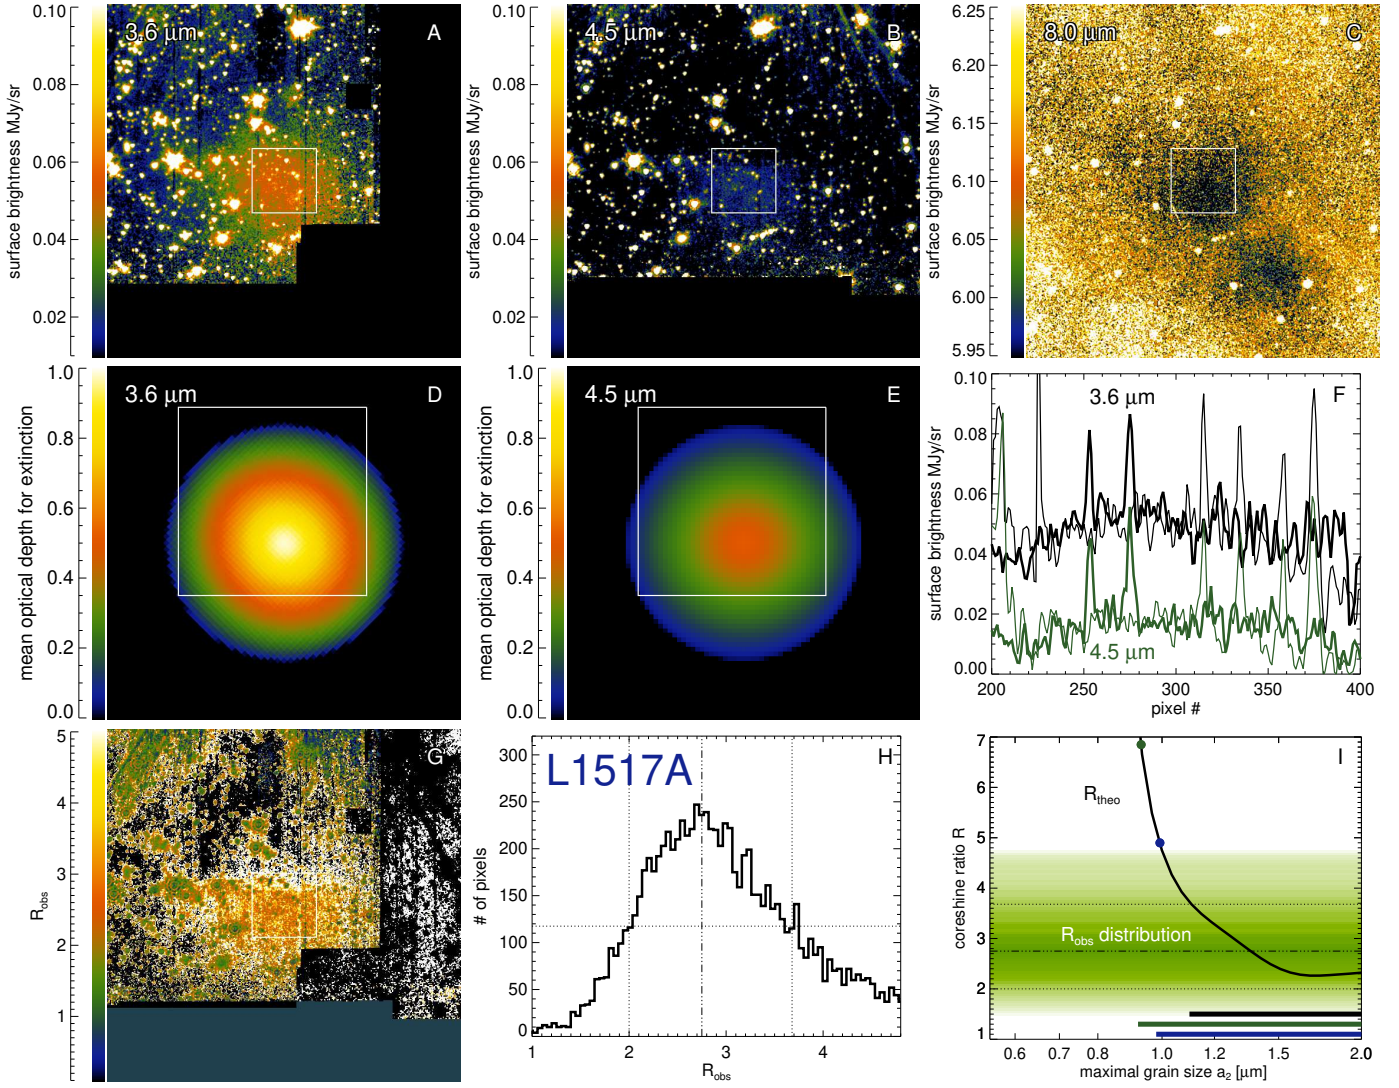 0.10
0.08
0.06
0.04
0.02
surface brightness MJy/sr
3.6 µm
A
0.10
0.08
0.06
0.04
0.02
surface brightness MJy/sr
4.5 µm
B
6.25
6.20
6.15
6.10
6.05
6.00
5.95
surface brightness MJy/sr
8.0 µm
C
1.0
0.8
0.6
0.4
0.2
0.0
mean optical depth for extinction
3.6 µm
D
1.0
0.8
0.6
0.4
0.2
0.0
mean optical depth for extinction
4.5 µm
E
0.10
0.08
0.06
0.04
0.02
0.00
surface brightness MJy/sr
3.6 µm
F
4.5 µm
200 250 300 350 400
pixel #
5
4
3
2
1
R_obs
G
300
250
200
150
100
50
0
# of pixels
L1517A
H
1 2 3 4
R_obs
7
6
5
4
3
2
1
coreshine ratio R
I
R_theo
R_obs distribution
0.6 0.8 1.0 1.2 1.5 2.0
maximal grain size a_2 [µm]